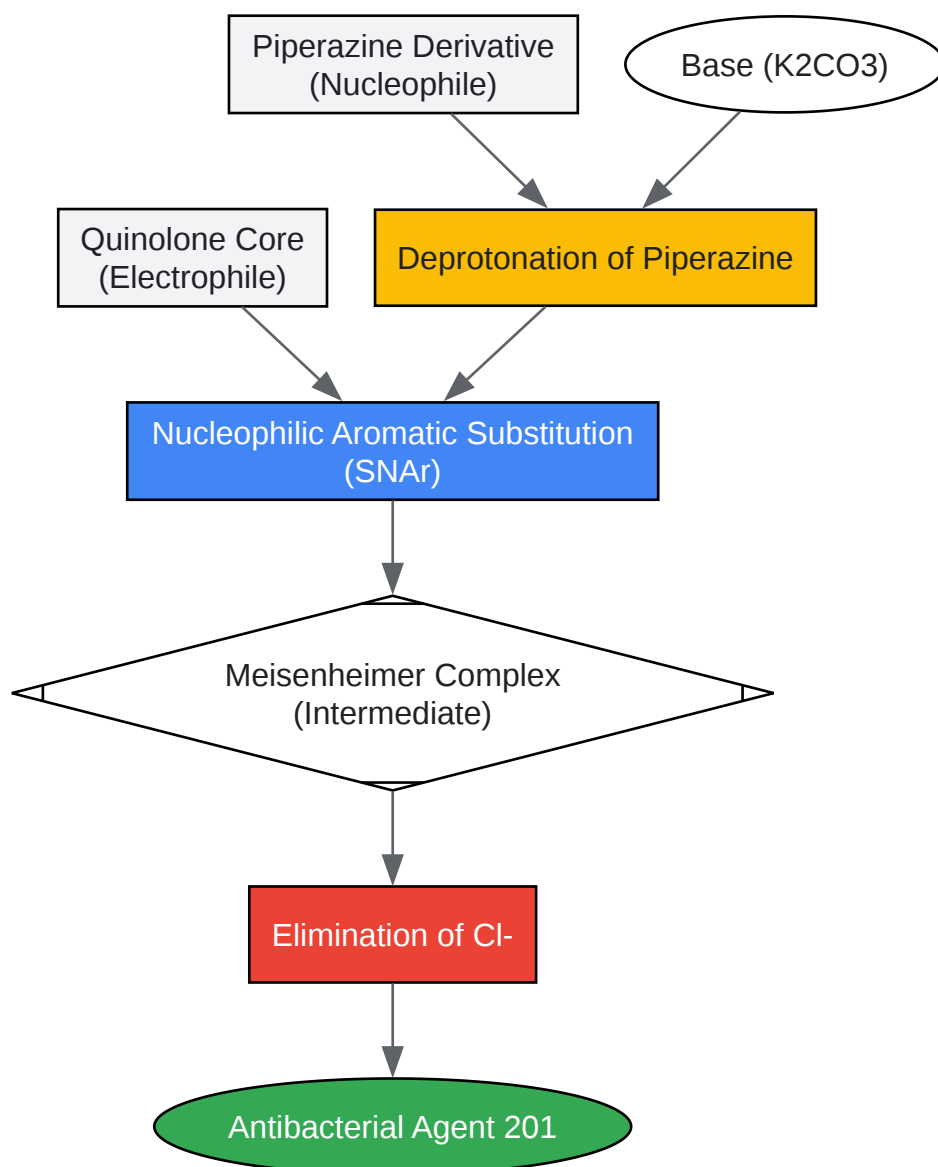 Piperazine Derivative
(Nucleophile)
Base (K2CO3)
Quinolone Core
(Electrophile)
Deprotonation of Piperazine
Nucleophilic Aromatic Substitution
(SNAr)
Meisenheimer Complex
(Intermediate)
Elimination of Cl-
Antibacterial Agent 201